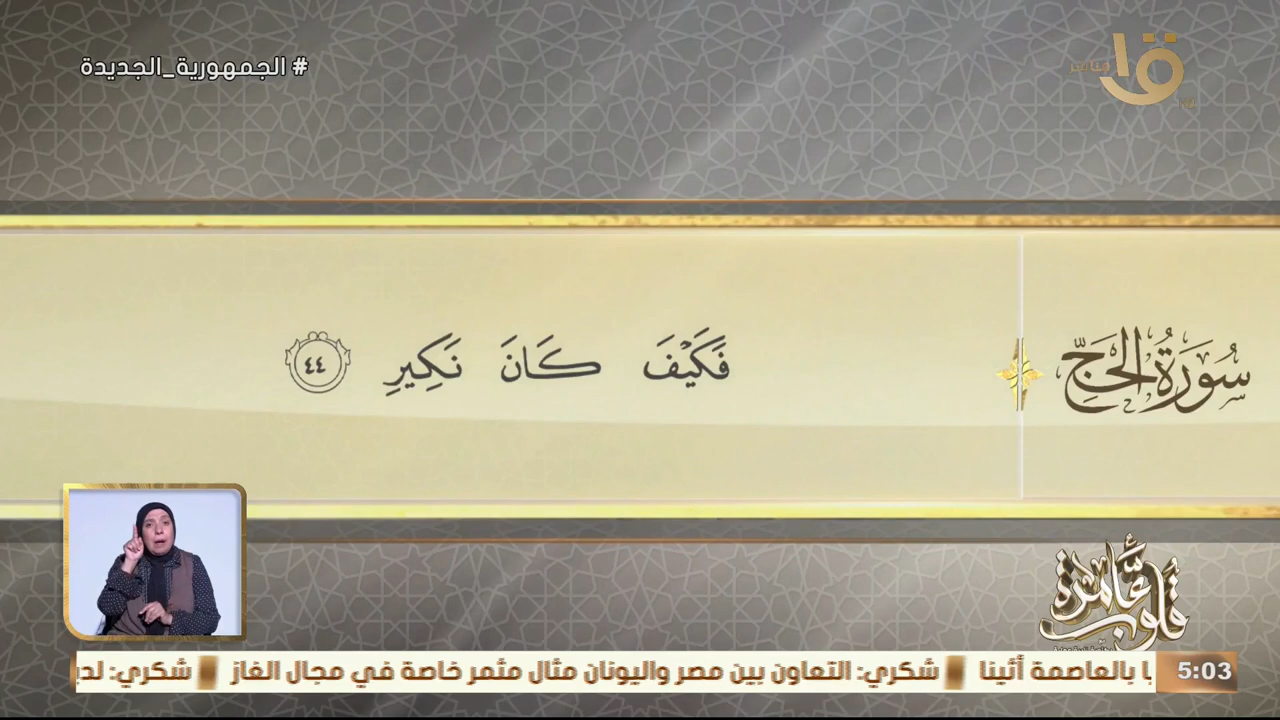 #الجمهورية_الجديدة
مباشر
سُورَةُ الحَجِّ
فَكَيْفَ كَانَ نَكِيرِ ٤٤
قلوب عامرة
5:03
بالعاصمة أثينا شكري: التعاون بين مصر واليونان مثال مثمر خاصة في مجال الغاز شكري: